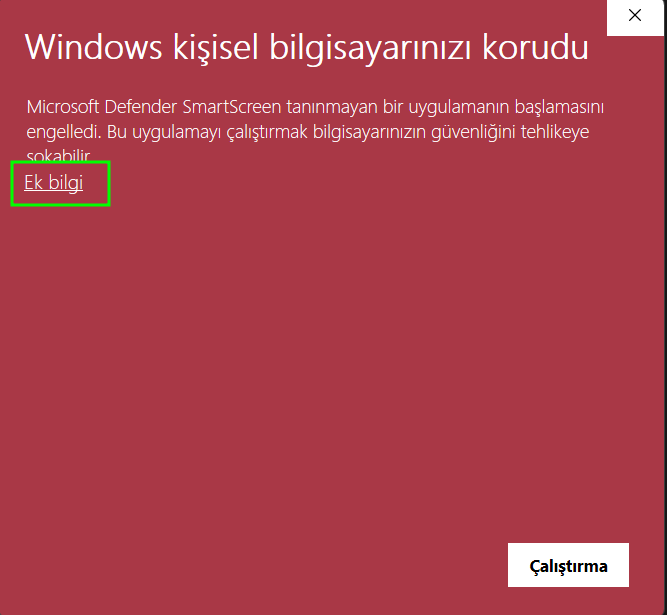 Windows kişisel bilgisayarınızı korudu
Microsoft Defender SmartScreen tanınmayan bir uygulamanın başlamasını
engelledi. Bu uygulamayı çalıştırmak bilgisayarınızın güvenliğini tehlikeye
sokabilir.
Ek bilgi
Çalıştırma